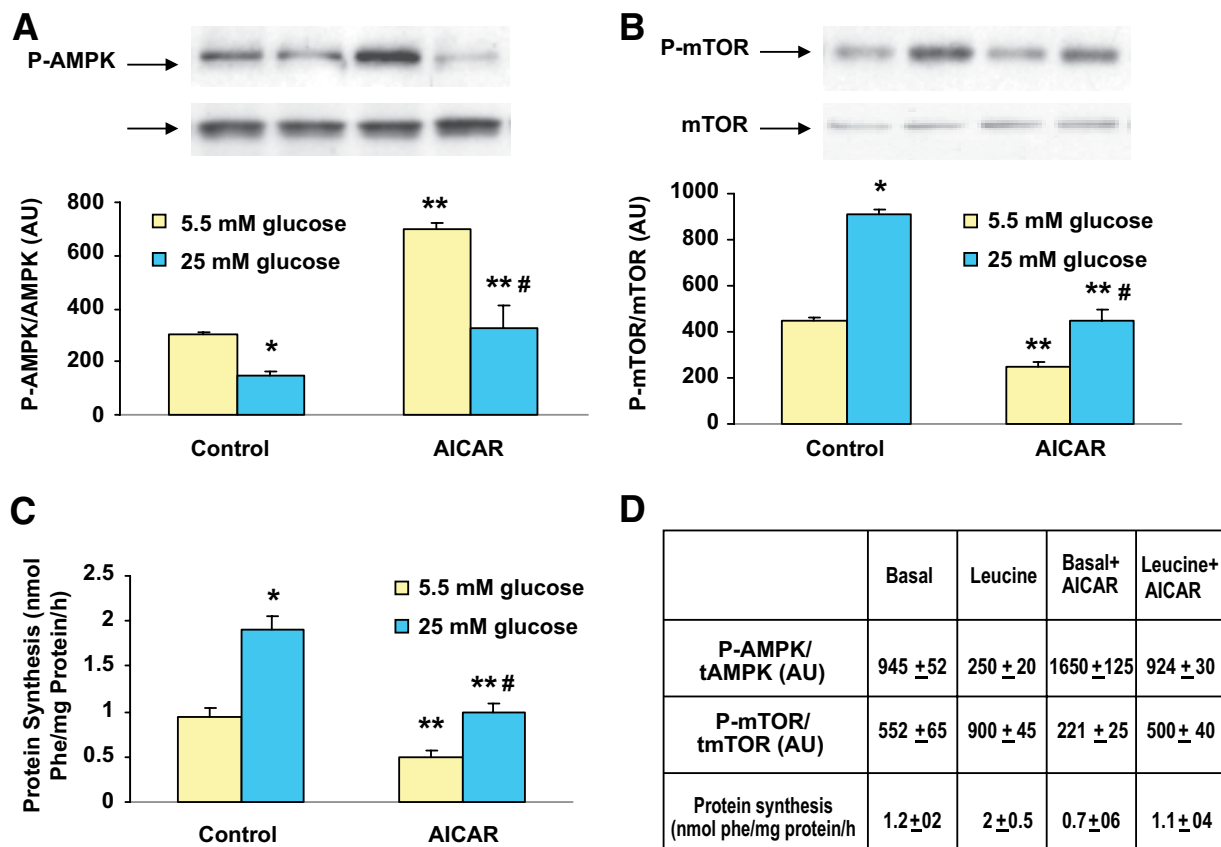 A
P-AMPK
800
600
400
200
0
P-AMPK/AMPK (AU)
5.5 mM glucose
25 mM glucose
*
**
** #
Control
AICAR
B
P-mTOR
mTOR
1000
800
600
400
200
0
P-mTOR/mTOR (AU)
*
5.5 mM glucose
25 mM glucose
**
** #
Control
AICAR
C
Protein Synthesis (nmol
Phe/mg Protein/h)
2.5
2
1.5
1
0.5
0
*
5.5 mM glucose
25 mM glucose
**
** #
Control
AICAR
D
Basal
Leucine
Basal+
AICAR
Leucine+
AICAR
P-AMPK/
tAMPK (AU)
945 ±52
250 ±20
1650 ±125
924 ±30
P-mTOR/
tmTOR (AU)
552 ±65
900 ±45
221 ±25
500 ± 40
Protein synthesis
(nmol phe/mg protein/h
1.2±02
2±0.5
0.7±06
1.1±04